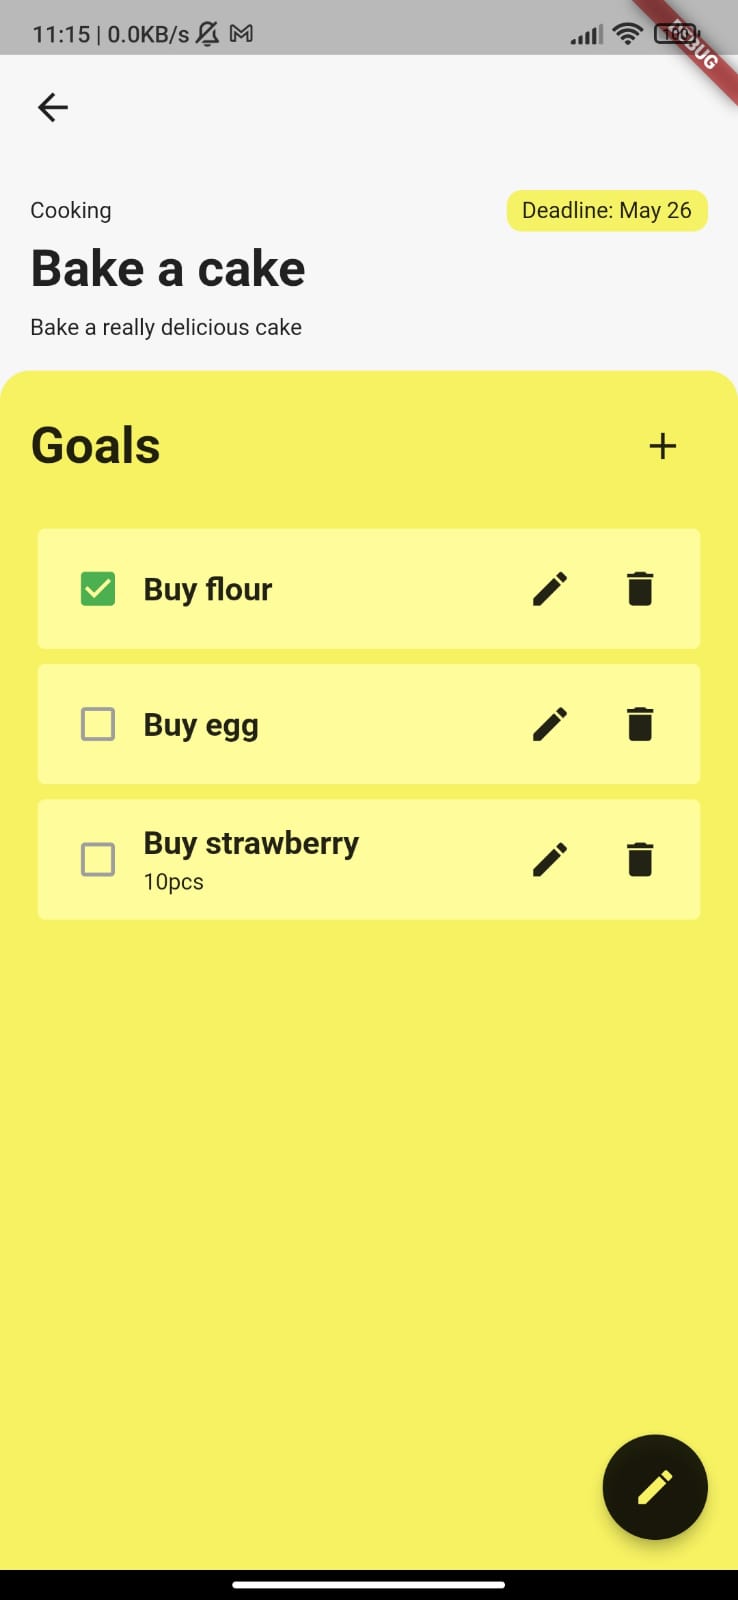 11:15 | 0.0KB/s
100
Cooking
Deadline: May 26
Bake a cake
Bake a really delicious cake
Goals
Buy flour
Buy egg
Buy strawberry
10pcs